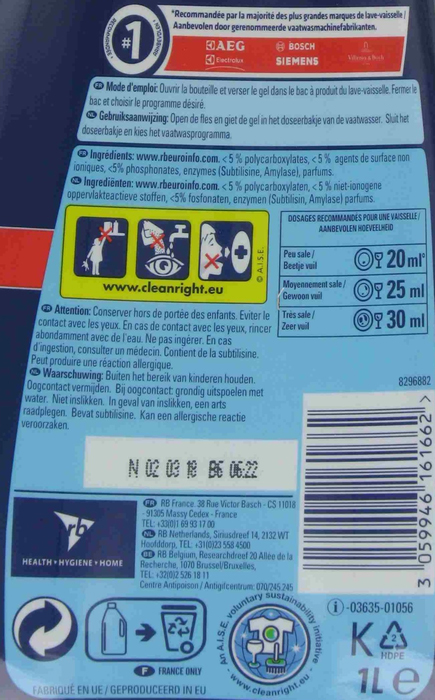 *Recommandée par la majorité des plus grandes marques de lave-vaisselle /
Aanbevolen door gerenommeerde vaatwasmachinefabrikanten.
#1
AEG
BOSCH
Electrolux
SIEMENS
Villeroy & Boch
FR Mode d'emploi: Ouvrir la bouteille et verser le gel dans le bac à produit du lave-vaisselle. Fermer le
bac et choisir le programme désiré.
NL Gebruiksaanwijzing: Open de fles en giet de gel in het doseerbakje van de vaatwasser. Sluit het
doseerbakje en kies het vaatwasprogramma.
FR Ingrédients: www.rbeuroinfo.com. < 5 % polycarboxylates, < 5 % agents de surface non
ioniques, <5% phosphonates, enzymes (Subtilisine, Amylase), parfums.
NL Ingrediënten: www.rbeuroinfo.com. < 5 % polycarboxylaten, < 5 % niet-ionogene
oppervlakteactieve stoffen, <5% fosfonaten, enzymen (Subtilisin, Amylase), parfums.
www.cleanright.eu
© A.I.S.E.
DOSAGES RECOMMANDÉS POUR UNE VAISSELLE /
AANBEVOLEN HOEVEELHEID
Peu sale /
Beetje vuil
20 ml*
Moyennement sale /
Gewoon vuil
25 ml
Très sale /
Zeer vuil
30 ml
FR Attention: Conserver hors de portée des enfants. Eviter le
contact avec les yeux. En cas de contact avec les yeux, rincer
abondamment avec de l'eau. Ne pas ingérer. En cas
d'ingestion, consulter un médecin. Contient de la subtilisine.
Peut produire une réaction allergique.
NL Waarschuwing: Buiten het bereik van kinderen houden.
Oogcontact vermijden. Bij oogcontact: grondig uitspoelen met
water. Niet inslikken. In geval van inslikken, een arts
raadplegen. Bevat subtilisine. Kan een allergische reactie
veroorzaken.
8296882
N 02 03 18 B6 06:22
rb
HEALTH • HYGIENE • HOME
FR RB France. 38 Rue Victor Basch - CS 11018
- 91305 Massy Cedex - France
TEL: +33(0)1 69 93 17 00
NL RB Netherlands, Siriusdreef 14, 2132 WT
Hoofddorp, TEL: +31(0)23 558 4500
BE RB Belgium, Researchdreef 20 Allée de la
Recherche, 1070 Brussel/Bruxelles,
TEL: +32(0)2 526 18 11
Centre Antipoison / Antigifcentrum: 070/245.245
3 059946 161662 >
An A.I.S.E. voluntary sustainability initiative
www.cleanright.eu
i -03635-01056
K
2
HDPE
F FRANCE ONLY
1L e
FABRIQUÉ EN UE / GEPRODUCEERD IN EU